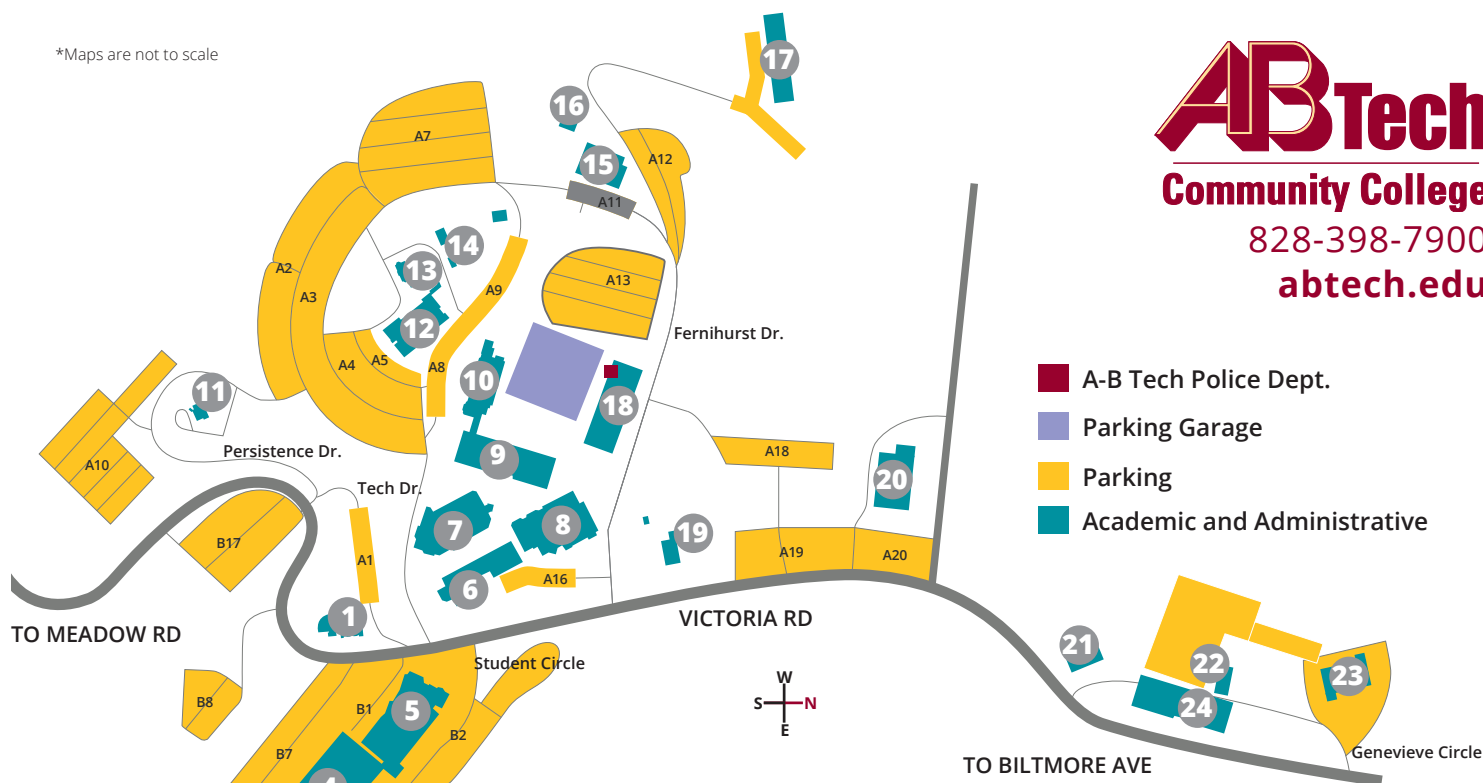 *Maps are not to scale
AB Tech
Community College
828-398-7900
abtech.edu
17
16
A7
15
A12
A11
14
13
A2
A9
A13
A3
12
Fernihurst Dr.
A4
A5
A8
10
11
18
A-B Tech Police Dept.
Parking Garage
Parking
Academic and Administrative
Persistence Dr.
A10
9
A18
20
Tech Dr.
7
8
19
B17
A1
A19
A20
6
A16
1
VICTORIA RD
TO MEADOW RD
21
22
23
Student Circle
W
S
N
E
B8
B1
5
24
B2
B7
4
Genevieve Circle
TO BILTMORE AVE